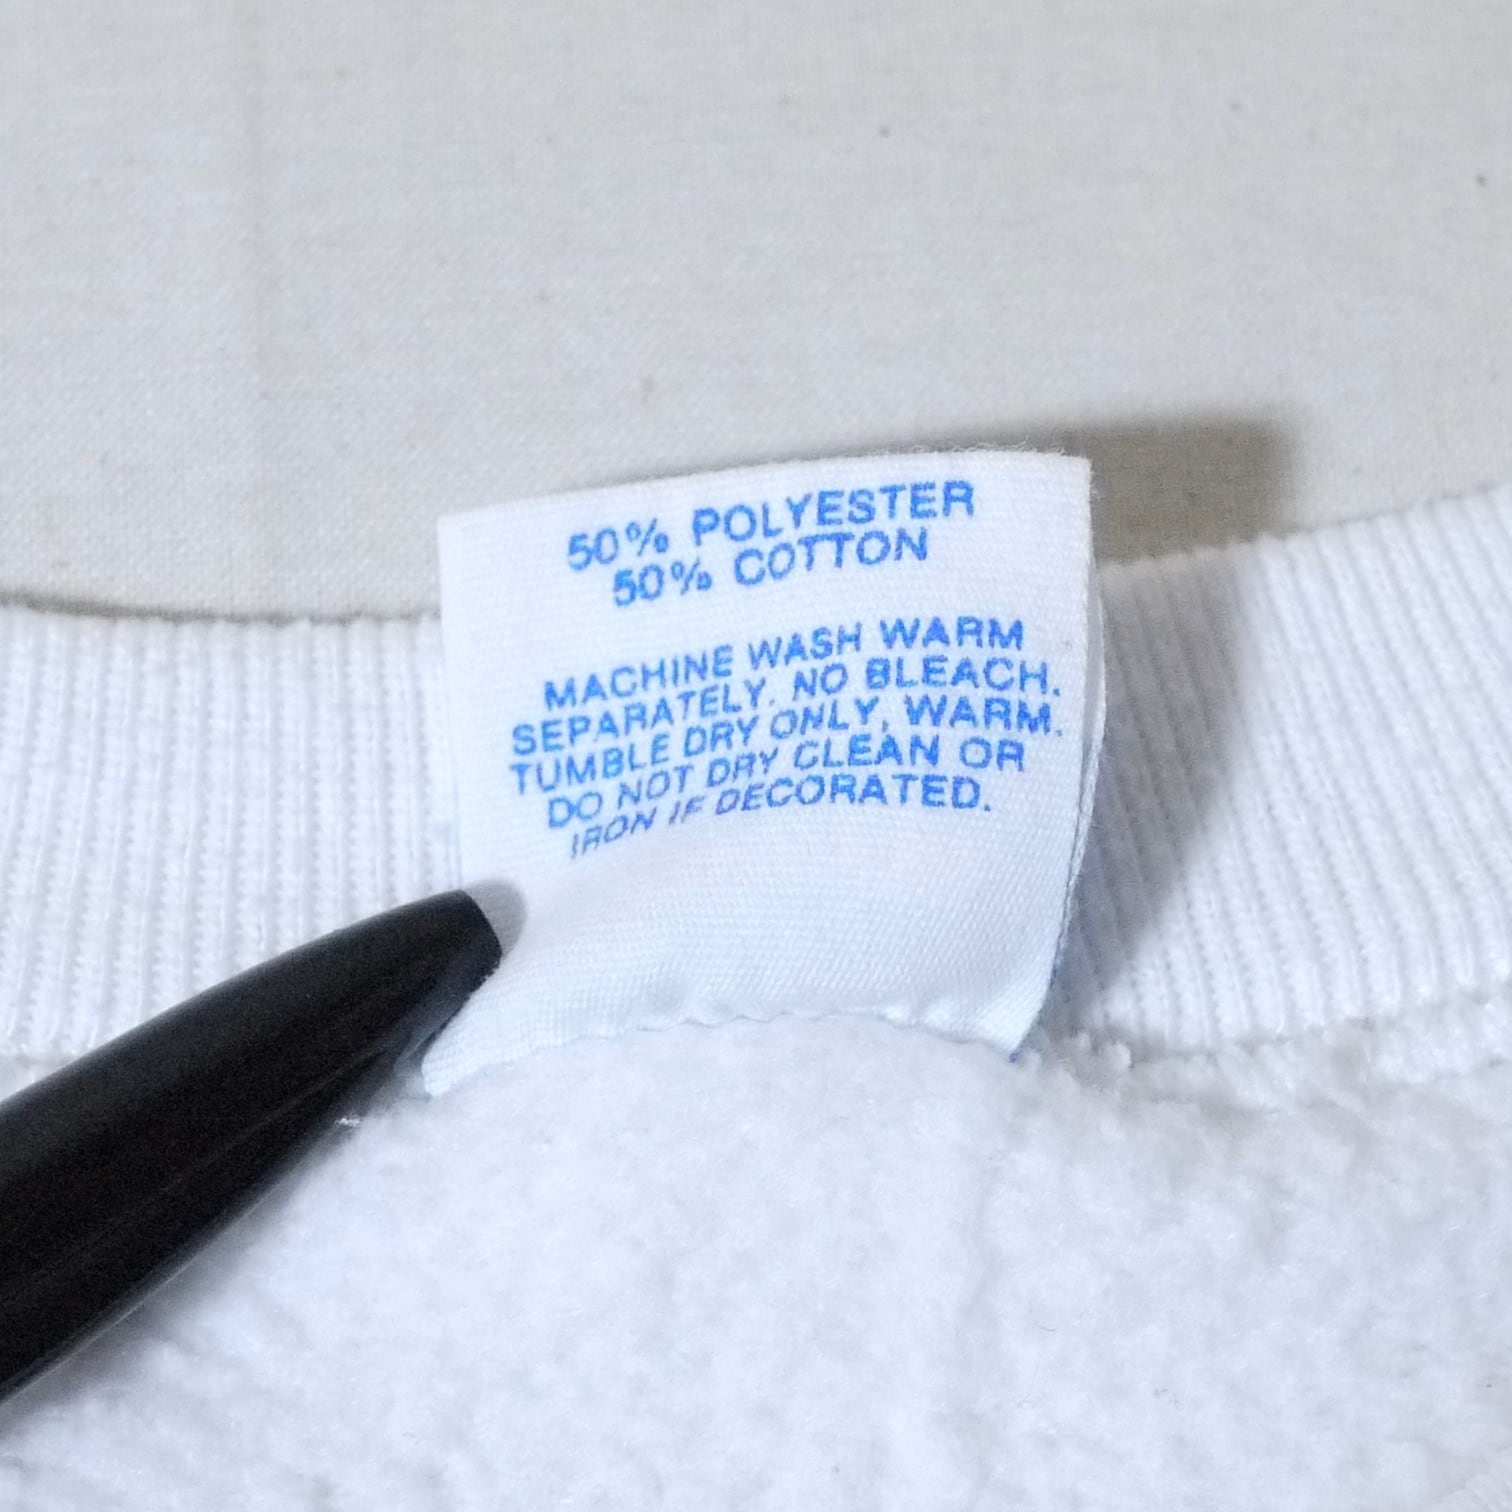 50% POLYESTER
50% COTTON
MACHINE WASH WARM
SEPARATELY. NO BLEACH.
TUMBLE DRY ONLY, WARM.
DO NOT DRY CLEAN OR
IRON IF DECORATED.